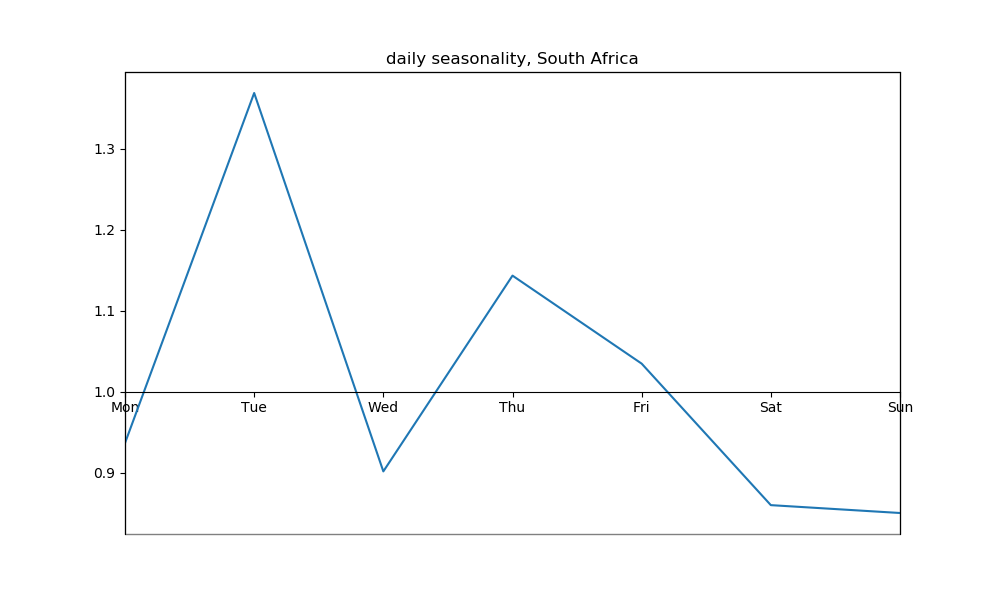 daily seasonality, South Africa
1.3
1.2
1.1
1.0
Mon Tue Wed Thu Fri Sat Sun
0.9